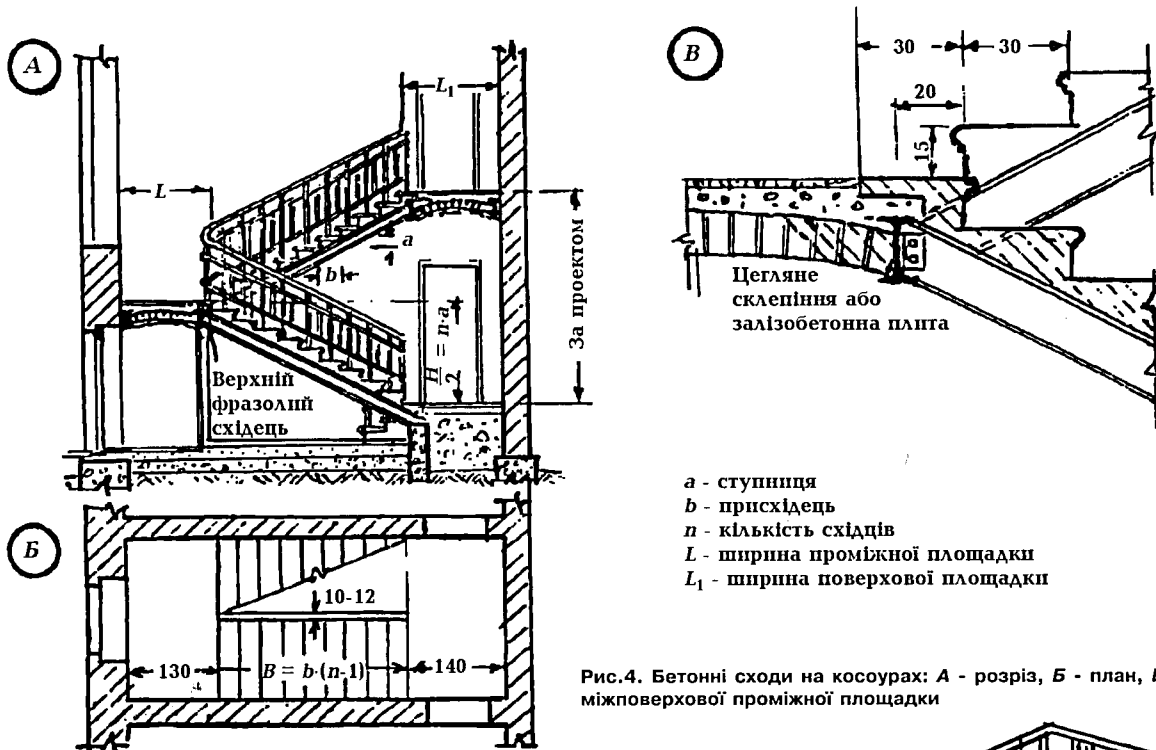 А
L
L₁
a
b
H/2 = n·a
За проектом
Верхній
фразолий
східець
Б
10-12
130
B = b·(n-1)
140
В
30
30
20
15
Цегляне
склепіння або
залізобетонна плита
a - ступниця
b - присхідець
n - кількість східців
L - ширина проміжної площадки
L₁ - ширина поверхової площадки
Рис.4. Бетонні сходи на косоурах: А - розріз, Б - план,
міжповерхової проміжної площадки